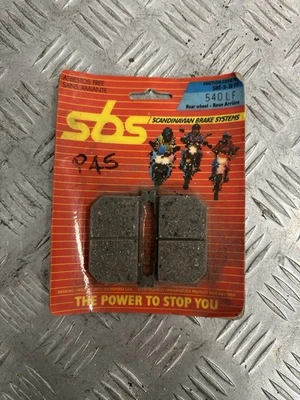 ASBESTOS FREE
SANS AMIANTE
540 LF
Rear wheel - Roue Arrière
sbs
SCANDINAVIAN BRAKE SYSTEMS
PAS
THE POWER TO STOP YOU